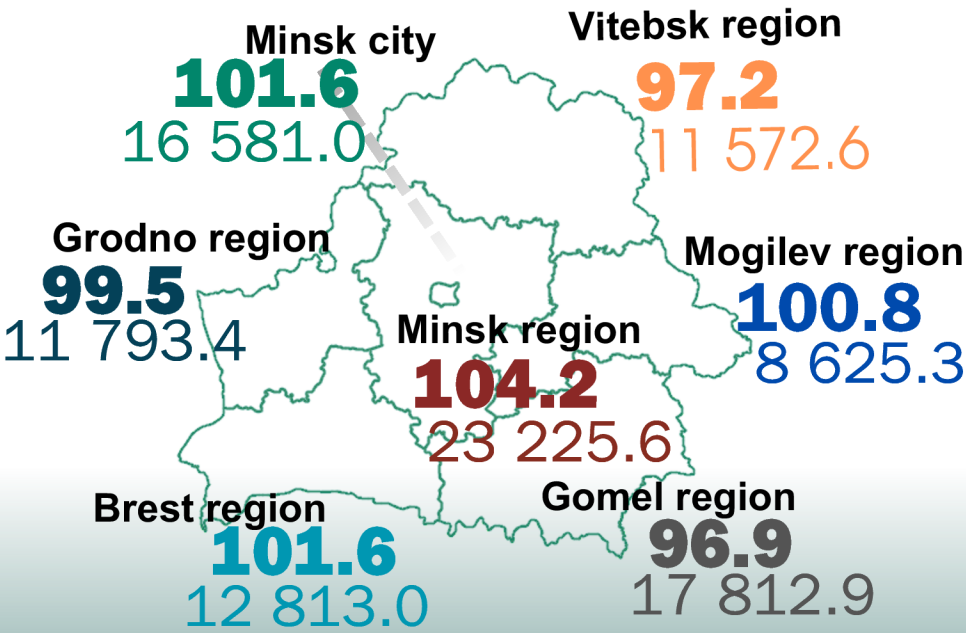 Minsk city
101.6
16 581.0
Vitebsk region
97.2
11 572.6
Grodno region
99.5
11 793.4
Mogilev region
100.8
8 625.3
Minsk region
104.2
23 225.6
Brest region
101.6
12 813.0
Gomel region
96.9
17 812.9